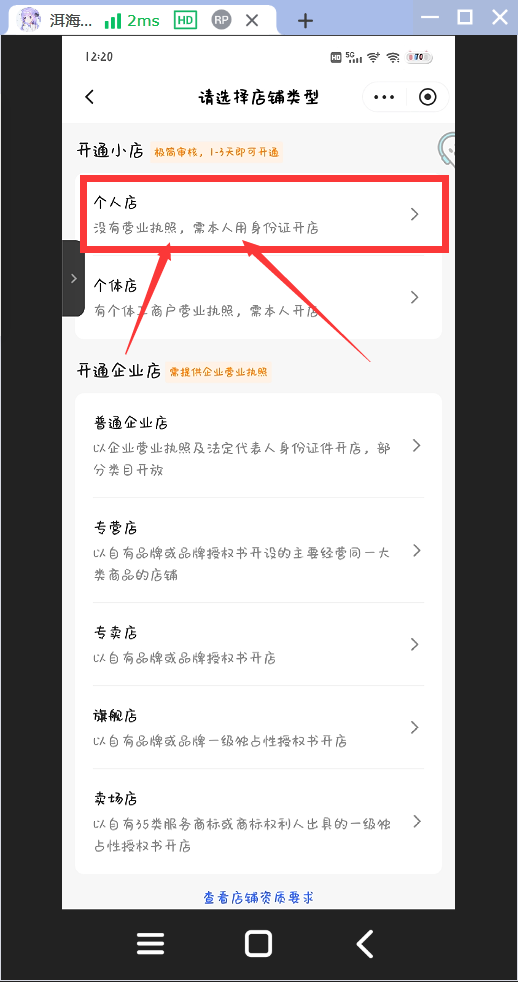 洱海... 2ms HD RP
12:20 HD 5G 70
请选择店铺类型
开通小店 极简审核，1-3天即可开通
个人店
没有营业执照，需本人用身份证开店
个体店
有个体工商户营业执照，需本人开店
开通企业店 需提供企业营业执照
普通企业店
以企业营业执照及法定代表人身份证件开店，部
分类目开放
专营店
以自有品牌或品牌授权书开设的主要经营同一大
类商品的店铺
专卖店
以自有品牌或品牌授权书开店
旗舰店
以自有品牌或品牌一级独占性授权书开店
卖场店
以自有35类服务商标或商标权利人出具的一级独
占性授权书开店
查看店铺资质要求